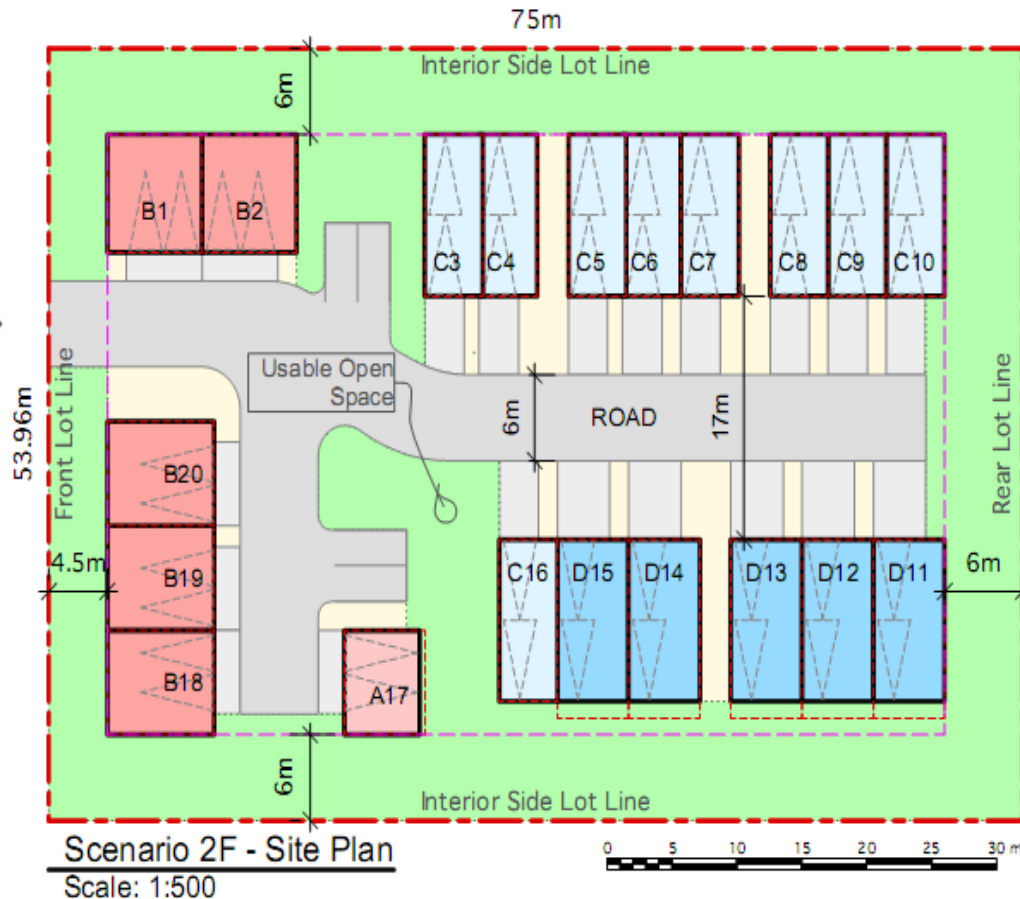 75m
Interior Side Lot Line
6m
B1
B2
C3
C4
C5
C6
C7
C8
C9
C10
Usable Open
Space
53.96m
Front Lot Line
6m
ROAD
17m
Rear Lot Line
B20
4.5m
B19
C16
D15
D14
D13
D12
D11
6m
B18
A17
6m
Interior Side Lot Line
Scenario 2F - Site Plan
Scale: 1:500
0 5 10 15 20 25 30 m